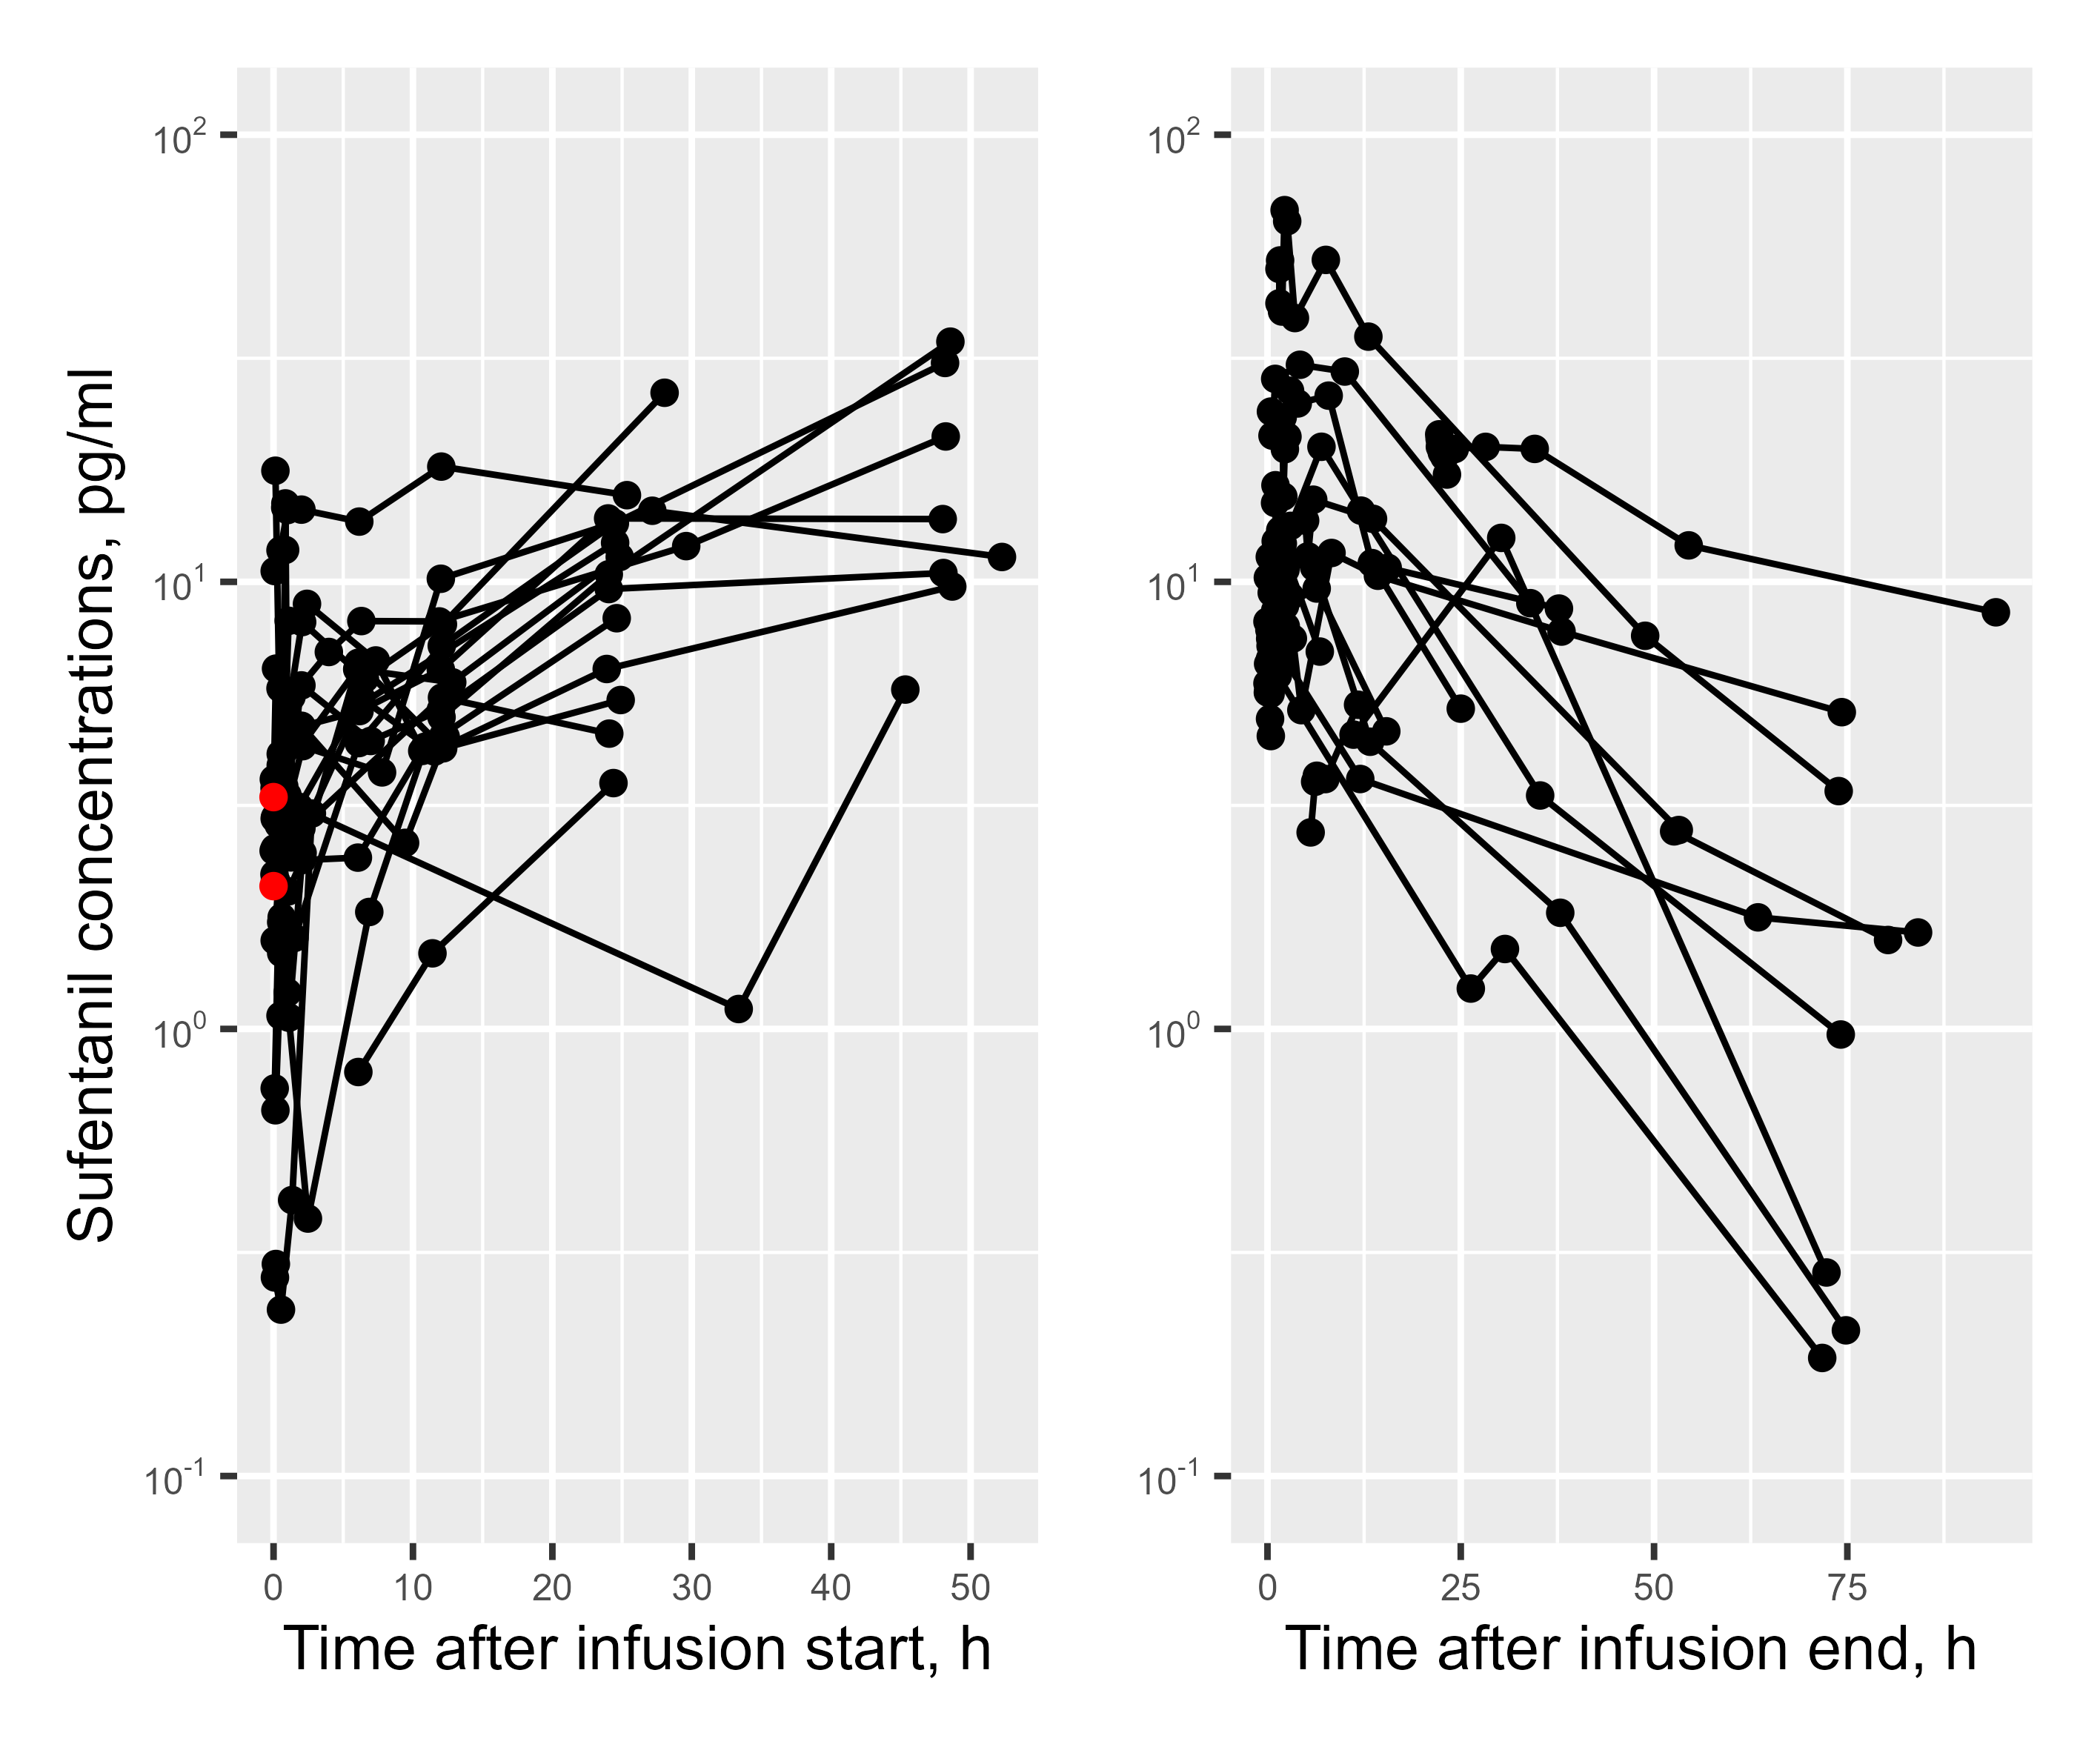 Sufentanil concentrations, pg/ml
10²
10¹
10⁰
10⁻¹
0 10 20 30 40 50
Time after infusion start, h
10²
10¹
10⁰
10⁻¹
0 25 50 75
Time after infusion end, h